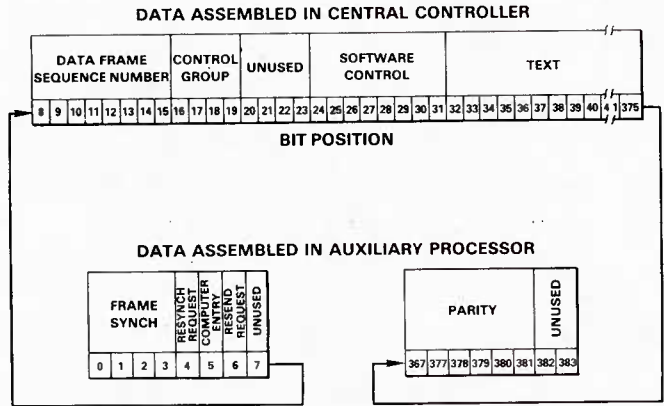 DATA ASSEMBLED IN CENTRAL CONTROLLER
DATA FRAME SEQUENCE NUMBER
CONTROL GROUP
UNUSED
SOFTWARE CONTROL
TEXT
8 9 10 11 12 13 14 15 16 17 18 19 20 21 22 23 24 25 26 27 28 29 30 31 32 33 34 35 36 37 38 39 40 41 375
BIT POSITION
DATA ASSEMBLED IN AUXILIARY PROCESSOR
FRAME SYNCH
RESYNCH REQUEST
COMPUTER ENTRY
RESEND REQUEST
UNUSED
PARITY
UNUSED
0 1 2 3 4 5 6 7
367 377 378 379 380 381 382 383